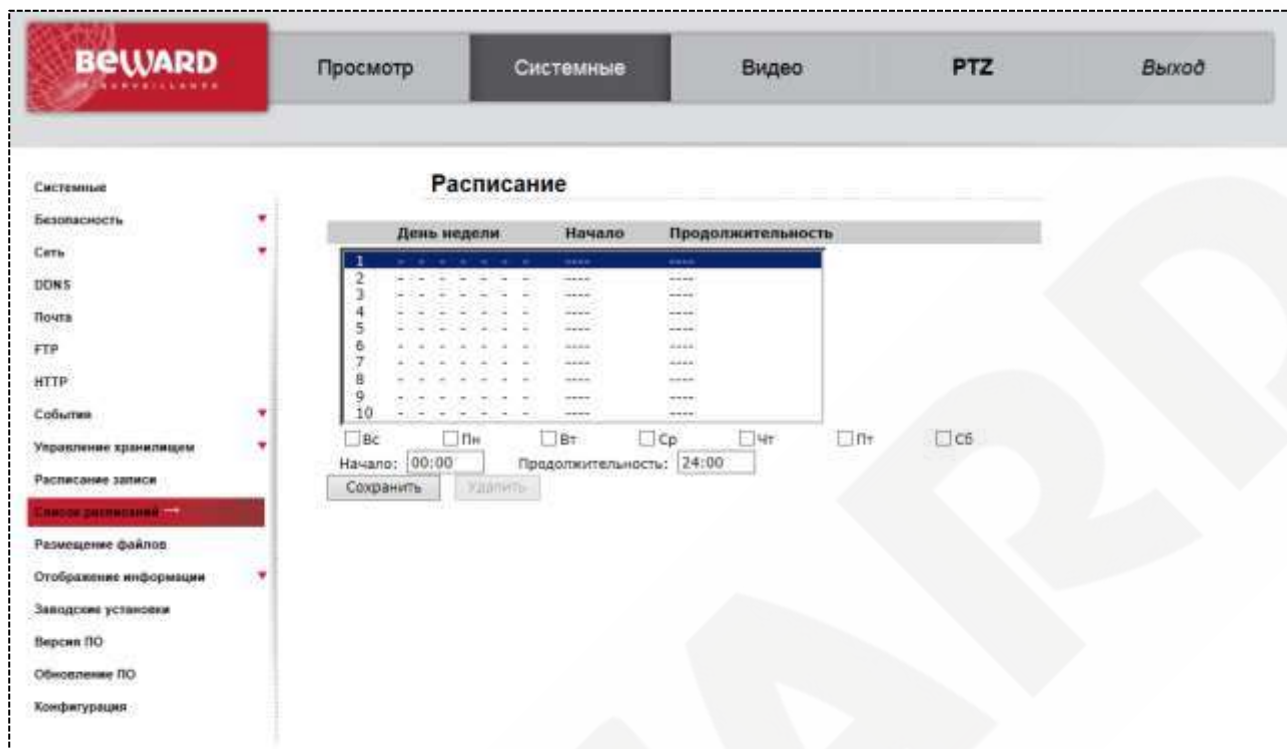 BEWARD
IP SURVEILLANCE
Просмотр Системные Видео PTZ Выход
Системные
Безопасность
Сеть
DDNS
Почта
FTP
HTTP
События
Управление хранилищем
Расписание записи
Список расписаний →
Размещение файлов
Отображение информации
Заводские установки
Версия ПО
Обновление ПО
Конфигурация
Расписание
День недели Начало Продолжительность
1 - - - - - - - ---- ----
2 - - - - - - - ---- ----
3 - - - - - - - ---- ----
4 - - - - - - - ---- ----
5 - - - - - - - ---- ----
6 - - - - - - - ---- ----
7 - - - - - - - ---- ----
8 - - - - - - - ---- ----
9 - - - - - - - ---- ----
10 - - - - - - - ---- ----
Вс Пн Вт Ср Чт Пт Сб
Начало: 00:00 Продолжительность: 24:00
Сохранить Удалить